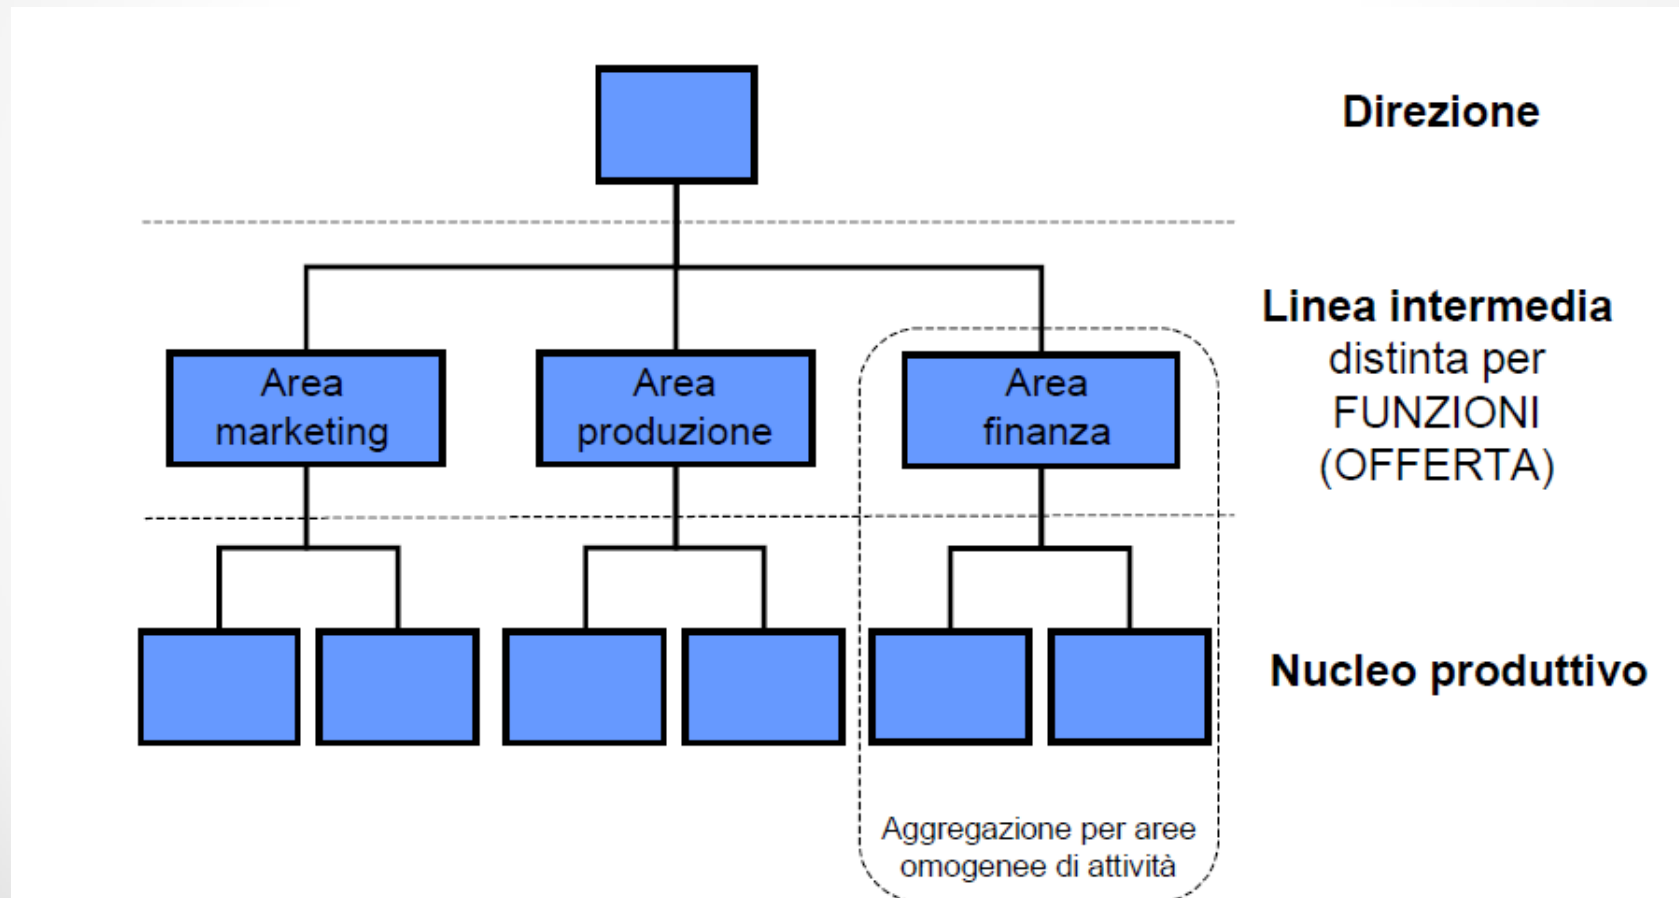 Direzione
Linea intermedia
distinta per
FUNZIONI
(OFFERTA)
Area
marketing
Area
produzione
Area
finanza
Nucleo produttivo
Aggregazione per aree
omogenee di attività